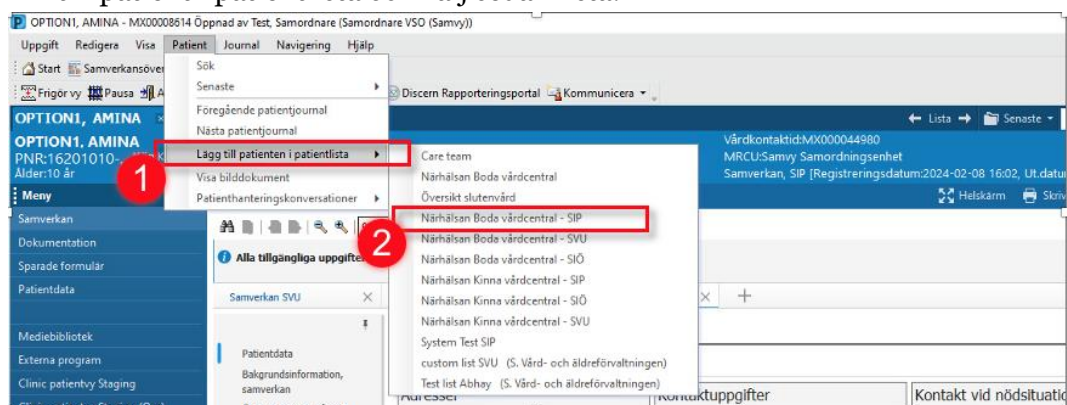 OPTION1, AMINA - MX00008614 Öppnad av Test, Samordnare (Samordnare VSO (Samvy))
Uppgift Redigera Visa Patient Journal Navigering Hjälp
Start Samverkansöver
Sök
Senaste
Frigör vy Pausa A
Discern Rapporteringsportal Kommunicera
Föregående patientjournal
OPTION1, AMINA
Lista Senaste
Nästa patientjournal
OPTION1, AMINA
PNR:16201010-
Ålder:10 år
Vårdkontaktid:MX000044980
MRCU:Samvy Samordningsenhet
Samverkan, SIP [Registreringsdatum:2024-02-08 16:02, Ut.datu
1
Lägg till patienten i patientlista
Visa bilddokument
Patienthanteringskonversationer
Care team
Närhälsan Boda vårdcentral
Översikt slutenvård
2
Närhälsan Boda vårdcentral - SIP
Närhälsan Boda vårdcentral - SVU
Närhälsan Boda vårdcentral - SIÖ
Närhälsan Kinna vårdcentral - SIP
Närhälsan Kinna vårdcentral - SIÖ
Närhälsan Kinna vårdcentral - SVU
System Test SIP
custom list SVU (S. Vård- och äldreförvaltningen)
Test list Abhay (S. Vård- och äldreförvaltningen)
Meny
Helskärm Skriv
Samverkan
Dokumentation
Sparade formulär
Patientdata
Mediebibliotek
Externa program
Clinic patientvy Staging
Alla tillgängliga uppgifter
Samverkan SVU
Patientdata
Bakgrundsinformation,
samverkan
Adresser
Kontaktuppgifter
Kontakt vid nödsituatio